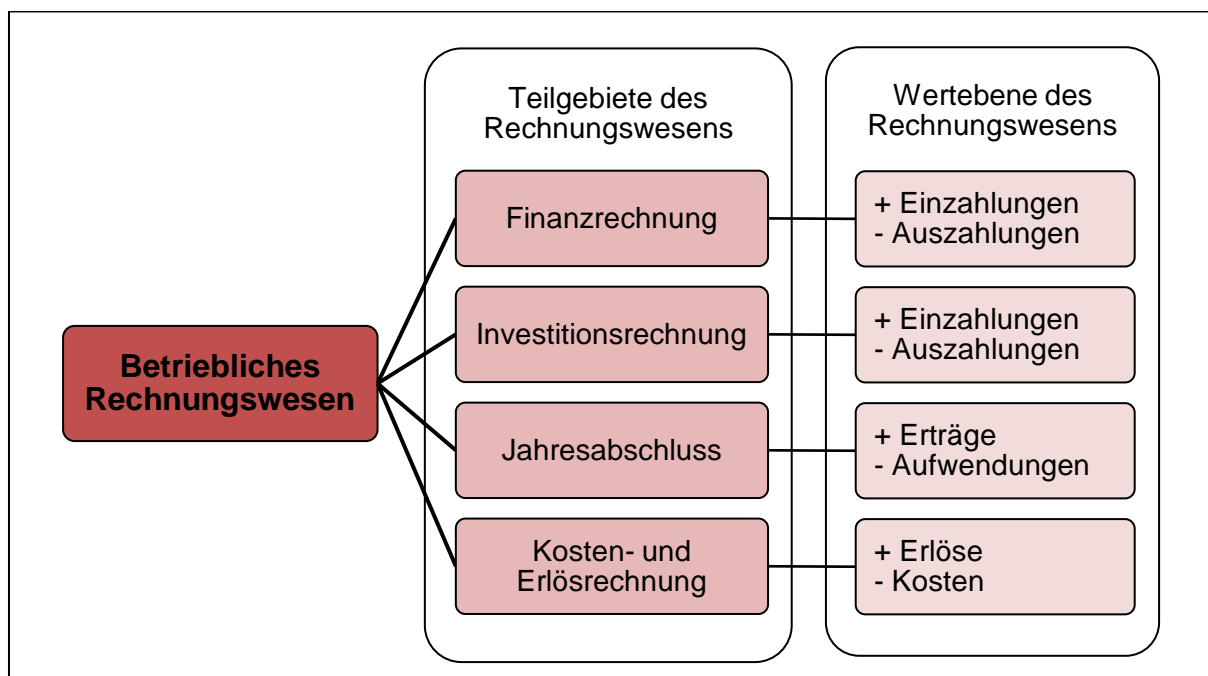 Teilgebiete des
Rechnungswesens
Wertebene des
Rechnungswesens
Betriebliches
Rechnungswesen
Finanzrechnung
+ Einzahlungen
- Auszahlungen
Investitionsrechnung
+ Einzahlungen
- Auszahlungen
Jahresabschluss
+ Erträge
- Aufwendungen
Kosten- und
Erlösrechnung
+ Erlöse
- Kosten